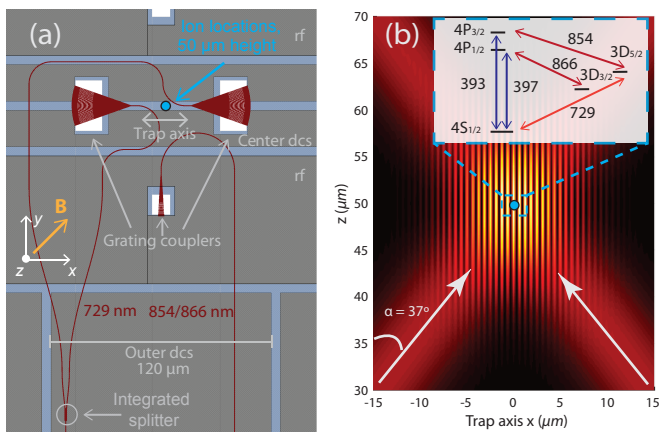 (a)
Ion locations:
50 µm height
rf
Trap axis
Center dcs
rf
Grating couplers
B
y
z
x
729 nm
854/866 nm
Outer dcs
120 µm
Integrated
splitter
(b)
70
65
60
55
50
45
40
35
30
z (µm)
4P3/2
4P1/2
854
3D5/2
866
3D3/2
393
397
729
4S1/2
α = 37°
-15
-10
-5
0
5
10
15
Trap axis x (µm)